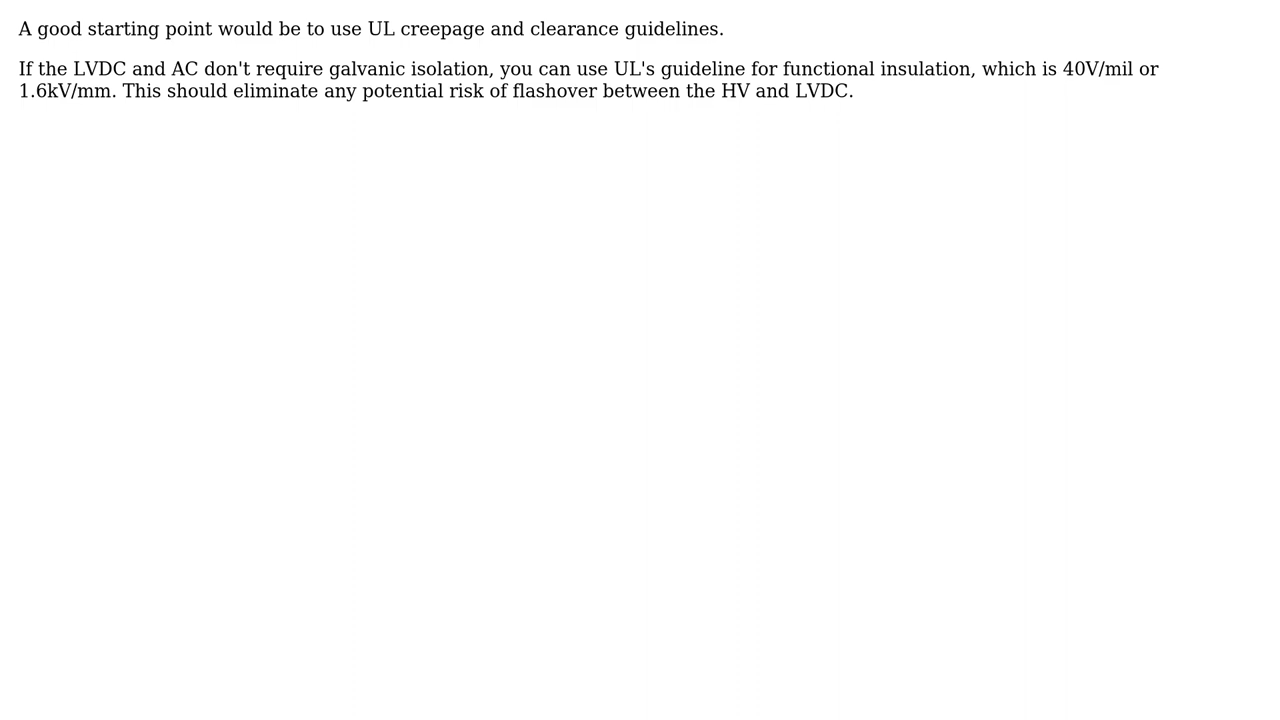 A good starting point would be to use UL creepage and clearance guidelines.
If the LVDC and AC don't require galvanic isolation, you can use UL's guideline for functional insulation, which is 40V/mil or
1.6kV/mm. This should eliminate any potential risk of flashover between the HV and LVDC.